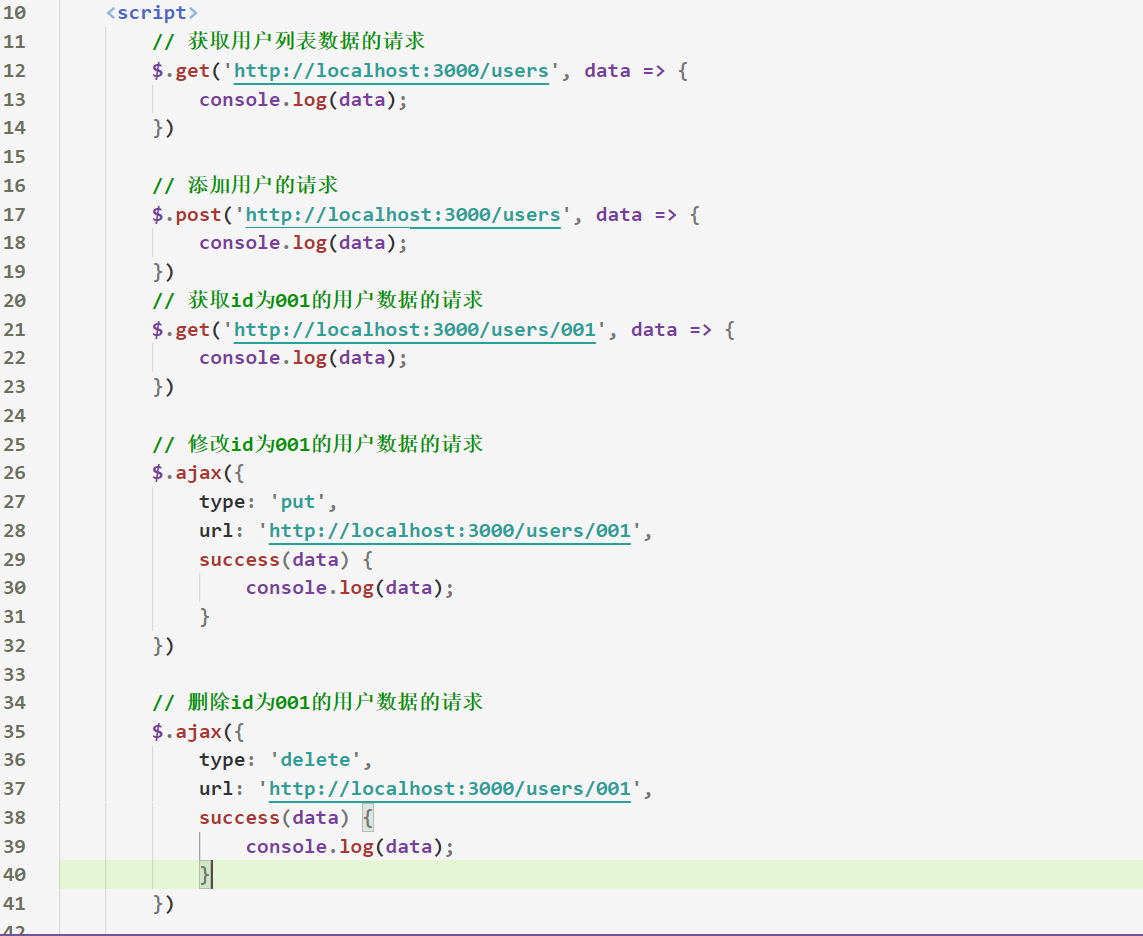 10 <script>
11 // 获取用户列表数据的请求
12 $.get('http://localhost:3000/users', data => {
13 console.log(data);
14 })
15
16 // 添加用户的请求
17 $.post('http://localhost:3000/users', data => {
18 console.log(data);
19 })
20 // 获取id为001的用户数据的请求
21 $.get('http://localhost:3000/users/001', data => {
22 console.log(data);
23 })
24
25 // 修改id为001的用户数据的请求
26 $.ajax({
27 type: 'put',
28 url: 'http://localhost:3000/users/001',
29 success(data) {
30 console.log(data);
31 }
32 })
33
34 // 删除id为001的用户数据的请求
35 $.ajax({
36 type: 'delete',
37 url: 'http://localhost:3000/users/001',
38 success(data) {
39 console.log(data);
40 }
41 })
42